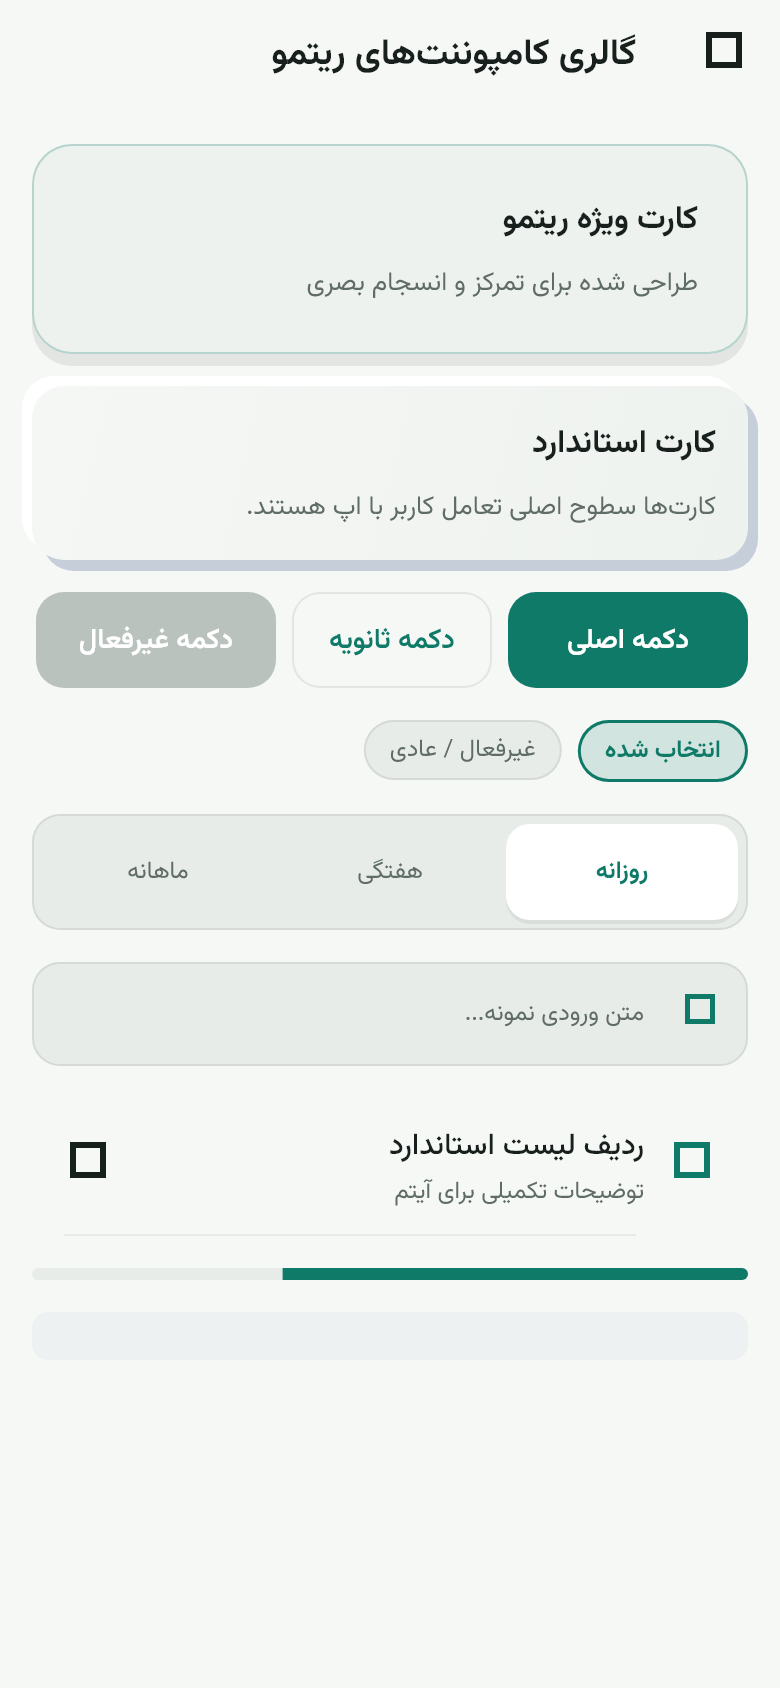 گالری کامپوننت‌های ریتمو
کارت ویژه ریتمو
طراحی شده برای تمرکز و انسجام بصری
کارت استاندارد
کارت‌ها سطوح اصلی تعامل کاربر با اپ هستند.
دکمه اصلی
دکمه ثانویه
دکمه غیرفعال
انتخاب شده
غیرفعال / عادی
روزانه
هفتگی
ماهانه
متن ورودی نمونه...
ردیف لیست استاندارد
توضیحات تکمیلی برای آیتم